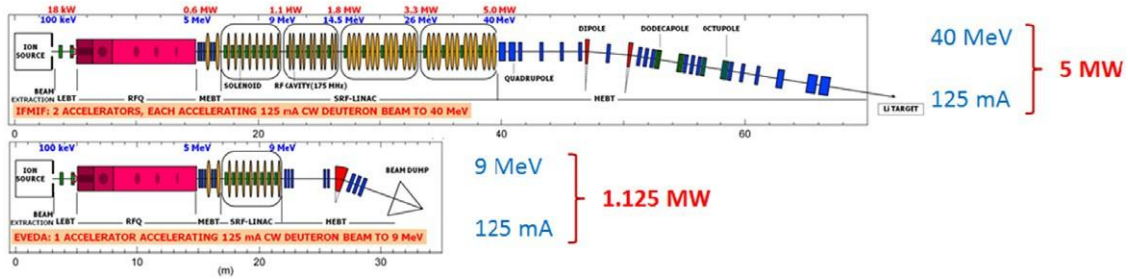 18 kW 0.6 MW 1.1 MW 1.8 MW 3.3 MW 5.0 MW
100 keV 5 MeV 9 MeV 14.5 MeV 26 MeV 40 MeV
DIPOLE DODECAPOLE OCTUPOLE
ION SOURCE
SOLENOID RF CAVITY(175 MHz) QUADRUPOLE
BEAM EXTRACTION LEBT RFQ MEBT SRF-LINAC HEBT Li TARGET
IFMIF: 2 ACCELERATORS, EACH ACCELERATING 125 mA CW DEUTERON BEAM TO 40 MeV
0 20 40 60
40 MeV
125 mA
5 MW
100 keV 5 MeV 9 MeV
ION SOURCE
BEAM DUMP
BEAM EXTRACTION LEBT RFQ MEBT SRF-LINAC HEBT
EVEDA: 1 ACCELERATOR ACCELERATING 125 mA CW DEUTERON BEAM TO 9 MeV
0 10 20 30
(m)
9 MeV
125 mA
1.125 MW